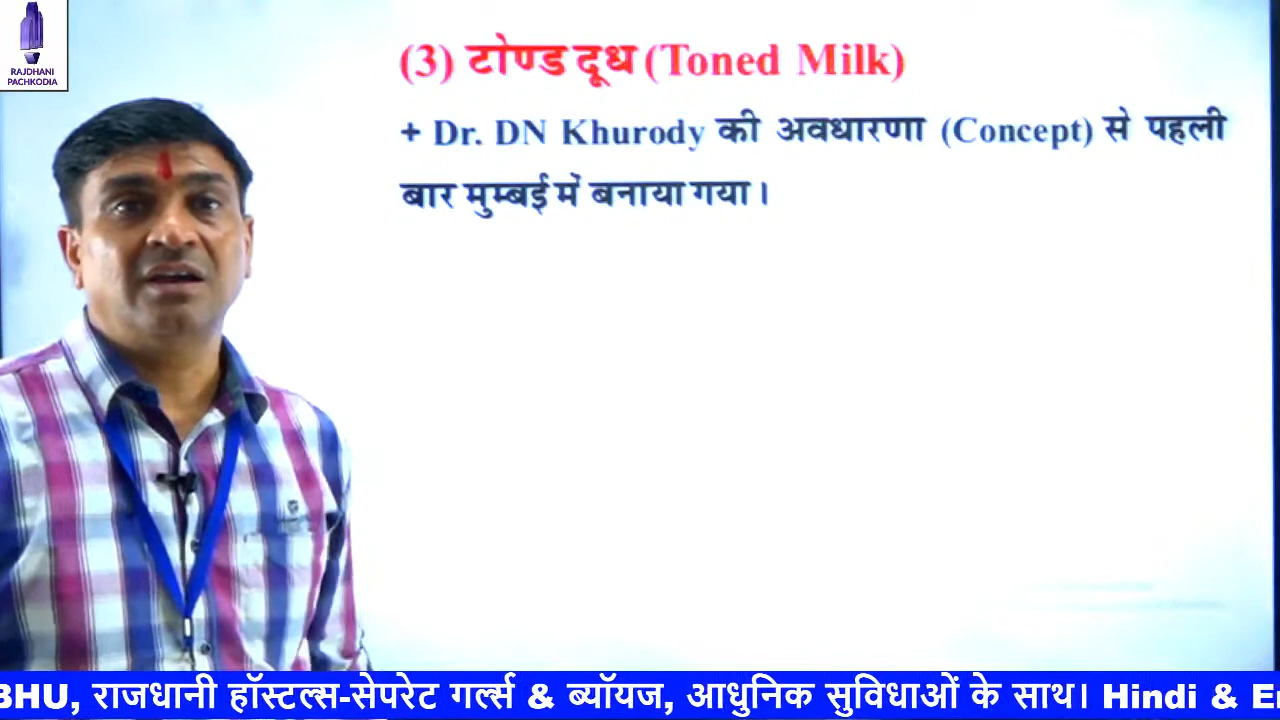 RAJDHANI
PACHKODIA
(3) टोण्ड दूध (Toned Milk)
+ Dr. DN Khurody की अवधारणा (Concept) से पहली
बार मुम्बई में बनाया गया।
BHU, राजधानी हॉस्टल्स-सेपरेट गर्ल्स & ब्यॉयज, आधुनिक सुविधाओं के साथ। Hindi &